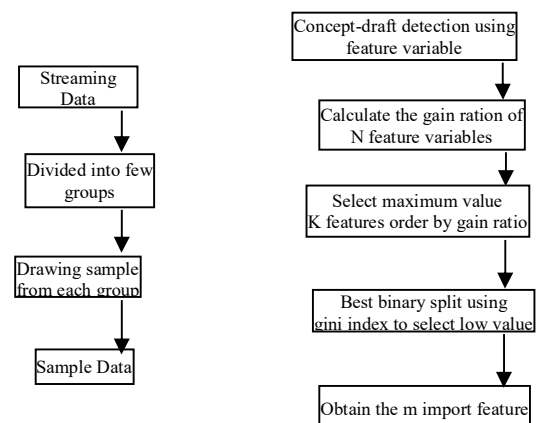 Streaming
Data
Divided into few
groups
Drawing sample
from each group
Sample Data
Concept-draft detection using
feature variable
Calculate the gain ration of
N feature variables
Select maximum value
K features order by gain ratio
Best binary split using
gini index to select low value
Obtain the m import feature